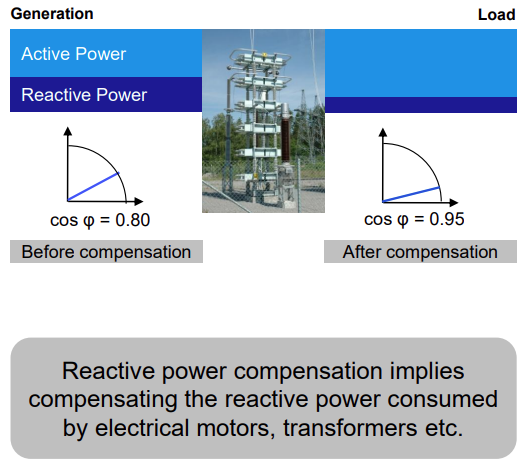 Generation
Load
Active Power
Reactive Power
cos φ = 0.80
cos φ = 0.95
Before compensation
After compensation
Reactive power compensation implies
compensating the reactive power consumed
by electrical motors, transformers etc.